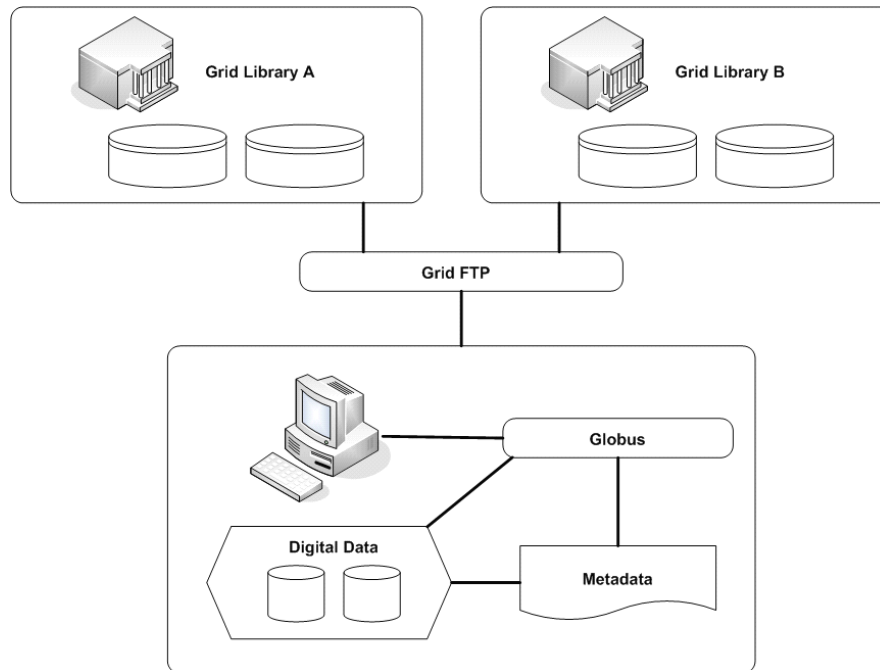 Grid Library A
Grid Library B
Grid FTP
Globus
Digital Data
Metadata